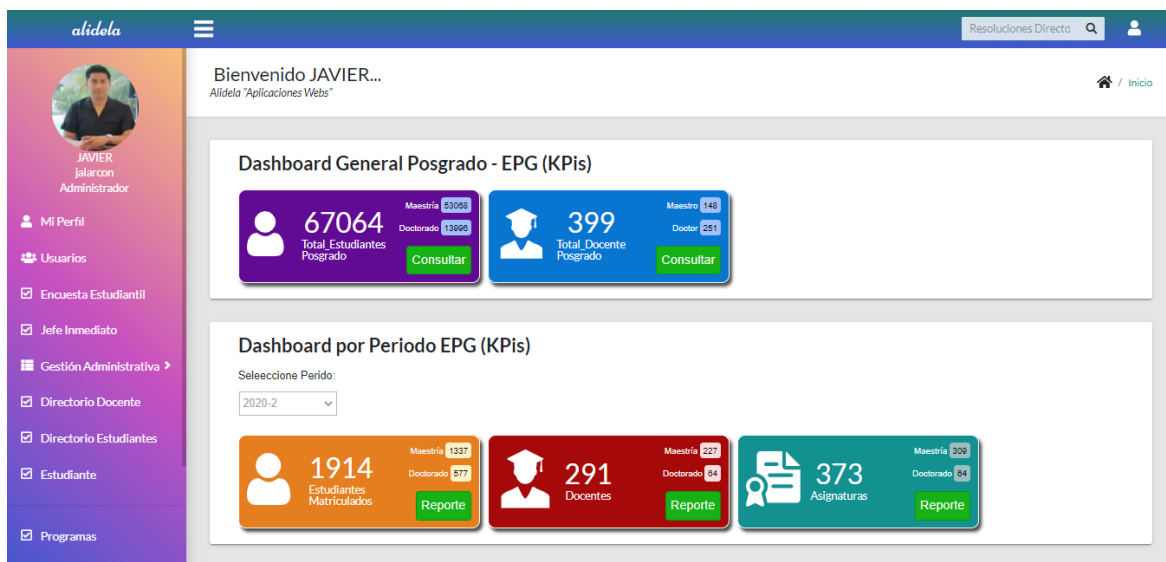 alidela
Resoluciones Directo
Bienvenido JAVIER...
Alidela "Aplicaciones Webs"
/ Inicio
JAVIER
jalarcon
Administrador
Mi Perfil
Usuarios
Encuesta Estudiantil
Jefe Inmediato
Gestión Administrativa
Directorio Docente
Directorio Estudiantes
Estudiante
Programas
Dashboard General Posgrado - EPG (KPis)
67064
Total_Estudiantes
Posgrado
Maestría 53068
Doctorado 13996
Consultar
399
Total_Docente
Posgrado
Maestro 148
Doctor 251
Consultar
Dashboard por Periodo EPG (KPis)
Seleeccione Perido:
2020-2
1914
Estudiantes
Matriculados
Maestría 1337
Doctorado 577
Reporte
291
Docentes
Maestría 227
Doctorado 64
Reporte
373
Asignaturas
Maestría 309
Doctorado 64
Reporte